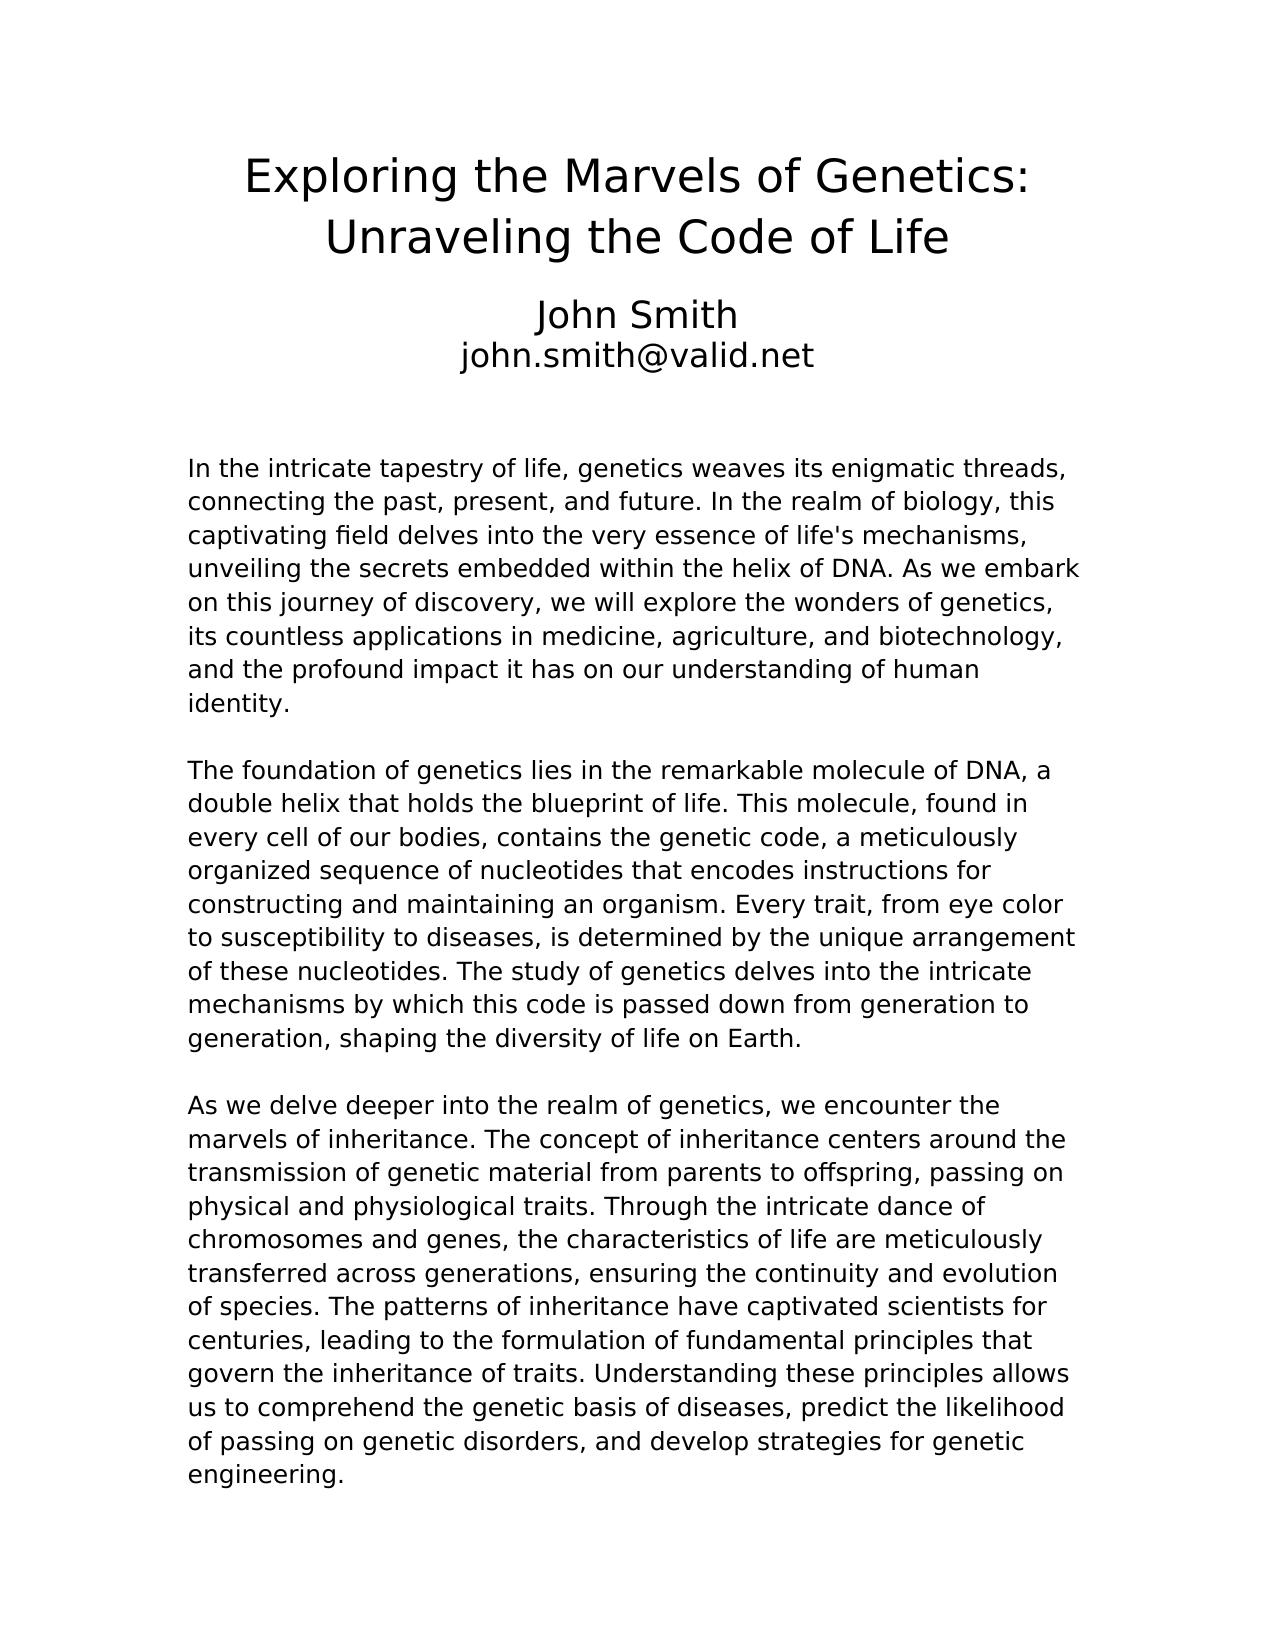 Exploring the Marvels of Genetics:
Unraveling the Code of Life
John Smith
john.smith@valid.net
In the intricate tapestry of life, genetics weaves its enigmatic threads,
connecting the past, present, and future. In the realm of biology, this
captivating field delves into the very essence of life's mechanisms,
unveiling the secrets embedded within the helix of DNA. As we embark
on this journey of discovery, we will explore the wonders of genetics,
its countless applications in medicine, agriculture, and biotechnology,
and the profound impact it has on our understanding of human
identity.
The foundation of genetics lies in the remarkable molecule of DNA, a
double helix that holds the blueprint of life. This molecule, found in
every cell of our bodies, contains the genetic code, a meticulously
organized sequence of nucleotides that encodes instructions for
constructing and maintaining an organism. Every trait, from eye color
to susceptibility to diseases, is determined by the unique arrangement
of these nucleotides. The study of genetics delves into the intricate
mechanisms by which this code is passed down from generation to
generation, shaping the diversity of life on Earth.
As we delve deeper into the realm of genetics, we encounter the
marvels of inheritance. The concept of inheritance centers around the
transmission of genetic material from parents to offspring, passing on
physical and physiological traits. Through the intricate dance of
chromosomes and genes, the characteristics of life are meticulously
transferred across generations, ensuring the continuity and evolution
of species. The patterns of inheritance have captivated scientists for
centuries, leading to the formulation of fundamental principles that
govern the inheritance of traits. Understanding these principles allows
us to comprehend the genetic basis of diseases, predict the likelihood
of passing on genetic disorders, and develop strategies for genetic
engineering.